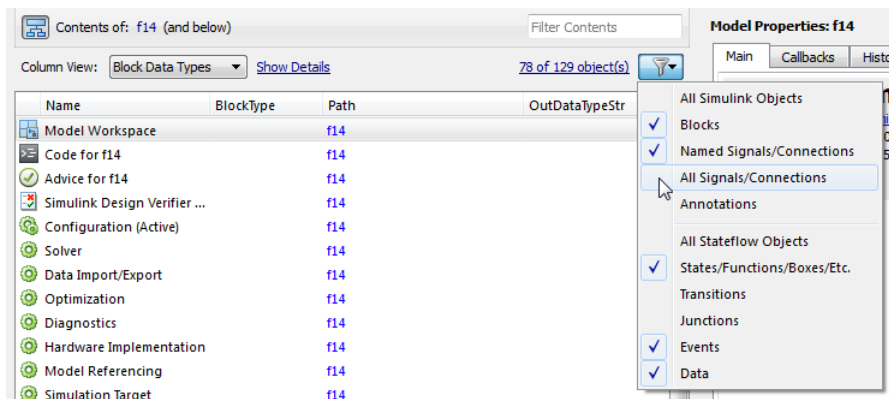 Contents of: f14 (and below)
Filter Contents
Model Properties: f14
Column View: Block Data Types Show Details 78 of 129 object(s)
Main Callbacks
Name BlockType Path OutDataTypeStr
Model Workspace f14
Code for f14 f14
Advice for f14 f14
Simulink Design Verifier ... f14
Configuration (Active) f14
Solver f14
Data Import/Export f14
Optimization f14
Diagnostics f14
Hardware Implementation f14
Model Referencing f14
Simulation Target f14
All Simulink Objects
Blocks
Named Signals/Connections
All Signals/Connections
Annotations
All Stateflow Objects
States/Functions/Boxes/Etc.
Transitions
Junctions
Events
Data